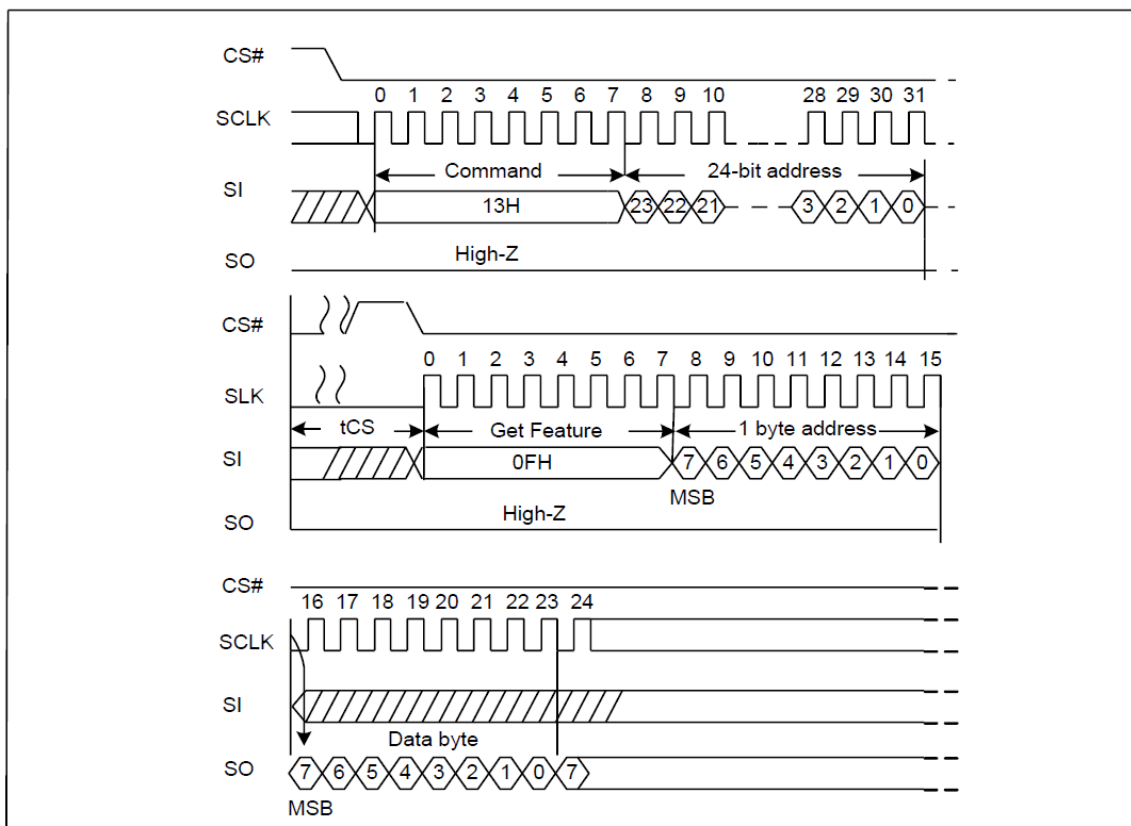 CS#
0 1 2 3 4 5 6 7 8 9 10 28 29 30 31
SCLK
Command 24-bit address
SI
13H 23 22 21 3 2 1 0
High-Z
SO
CS#
0 1 2 3 4 5 6 7 8 9 10 11 12 13 14 15
SLK
tCS Get Feature 1 byte address
SI
0FH 7 6 5 4 3 2 1 0
MSB
High-Z
SO
CS#
16 17 18 19 20 21 22 23 24
SCLK
SI
Data byte
SO 7 6 5 4 3 2 1 0 7
MSB